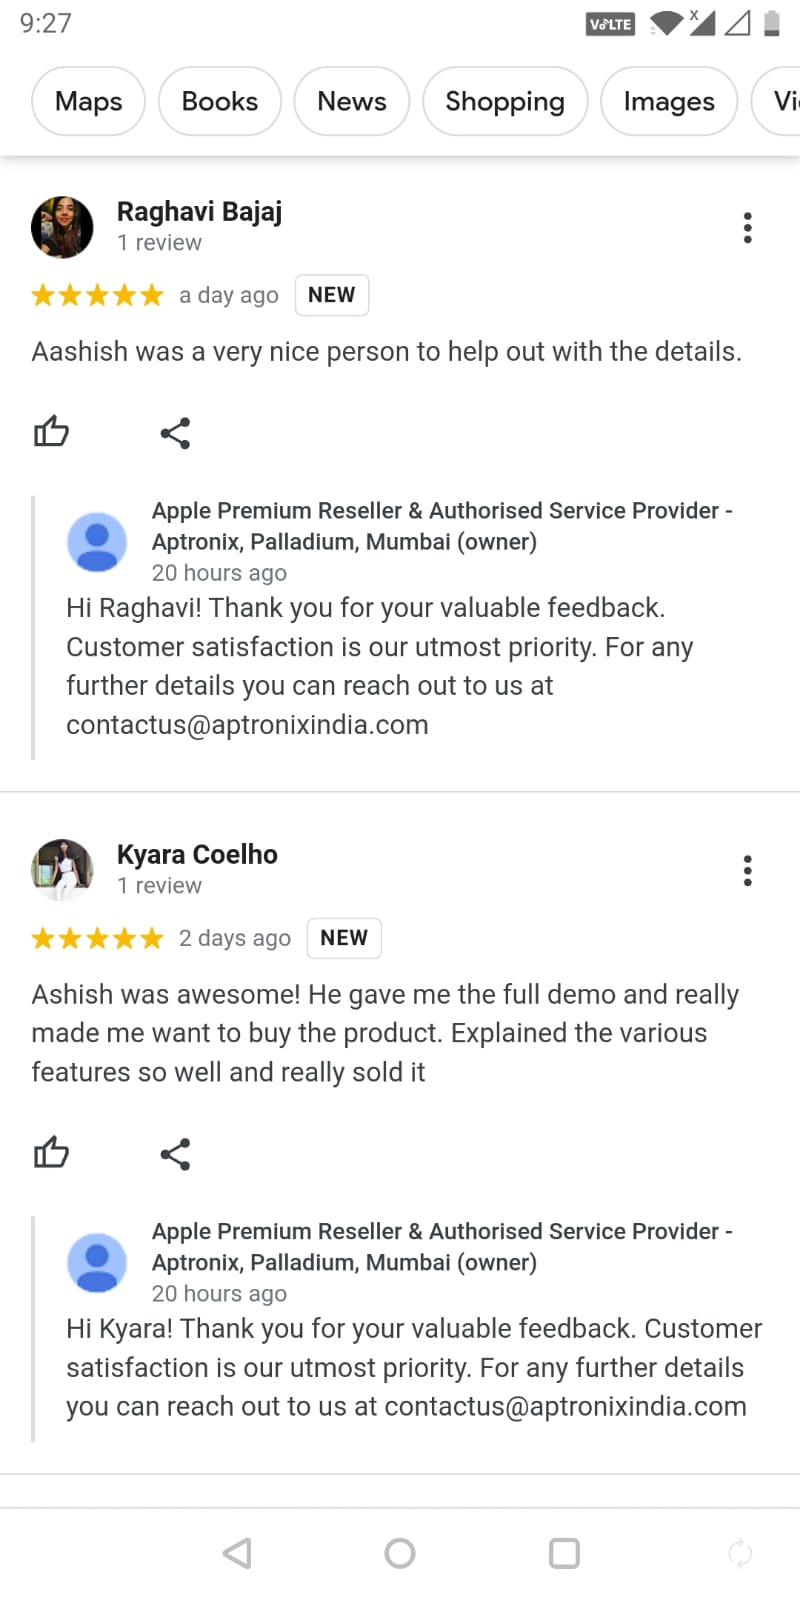 9:27
VoLTE
X
Maps
Books
News
Shopping
Images
Vi
Raghavi Bajaj
1 review
a day ago
NEW
Aashish was a very nice person to help out with the details.
Apple Premium Reseller & Authorised Service Provider -
Aptronix, Palladium, Mumbai (owner)
20 hours ago
Hi Raghavi! Thank you for your valuable feedback.
Customer satisfaction is our utmost priority. For any
further details you can reach out to us at
contactus@aptronixindia.com
Kyara Coelho
1 review
2 days ago
NEW
Ashish was awesome! He gave me the full demo and really
made me want to buy the product. Explained the various
features so well and really sold it
Apple Premium Reseller & Authorised Service Provider -
Aptronix, Palladium, Mumbai (owner)
20 hours ago
Hi Kyara! Thank you for your valuable feedback. Customer
satisfaction is our utmost priority. For any further details
you can reach out to us at contactus@aptronixindia.com